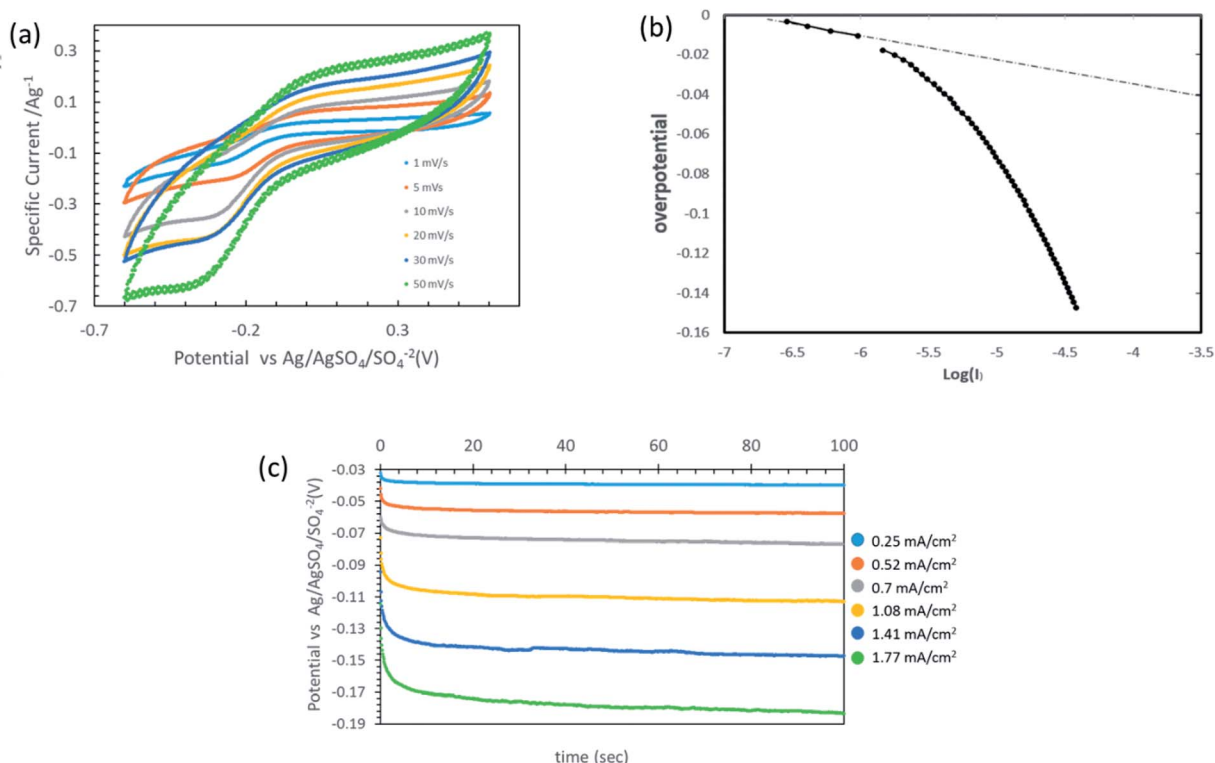 (a)
0.3
0.1
-0.1
-0.3
-0.5
-0.7
Specific Current /Ag⁻¹
1 mV/s
5 mVs
10 mV/s
20 mV/s
30 mV/s
50 mV/s
-0.7 -0.2 0.3
Potential vs Ag/AgSO₄/SO₄⁻²(V)
(b)
0
-0.02
-0.04
-0.06
-0.08
-0.1
-0.12
-0.14
-0.16
overpotential
-7 -6.5 -6 -5.5 -5 -4.5 -4 -3.5
Log(I)
(c)
0 20 40 60 80 100
-0.03
-0.05
-0.07
-0.09
-0.11
-0.13
-0.15
-0.17
-0.19
Potential vs Ag/AgSO₄/SO₄⁻²(V)
0.25 mA/cm²
0.52 mA/cm²
0.7 mA/cm²
1.08 mA/cm²
1.41 mA/cm²
1.77 mA/cm²
time (sec)